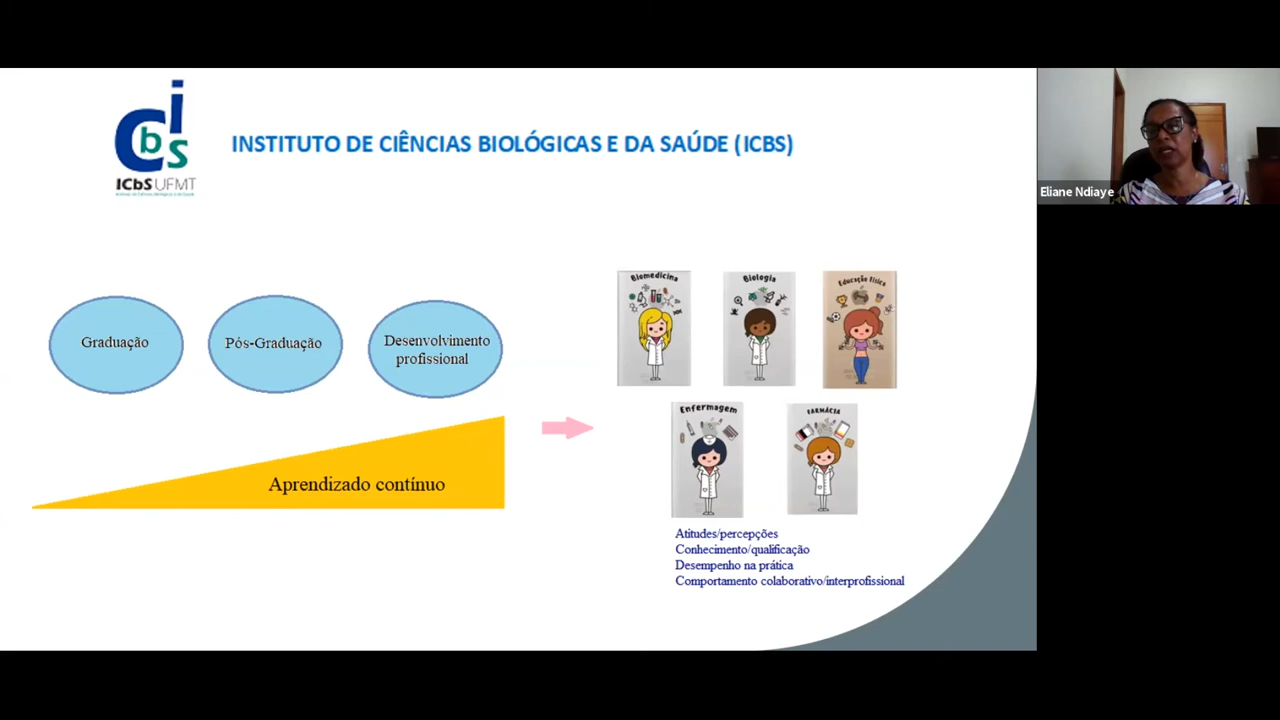 iCbs
ICbS UFMT
INSTITUTO DE CIÊNCIAS BIOLÓGICAS E DA SAÚDE (ICBS)
Eliane Ndiaye
Graduação
Pós-Graduação
Desenvolvimento
profissional
Aprendizado contínuo
Biomedicina
Biologia
Educação física
Enfermagem
FARMÁCIA
Atitudes/percepções
Conhecimento/qualificação
Desempenho na prática
Comportamento colaborativo/interprofissional